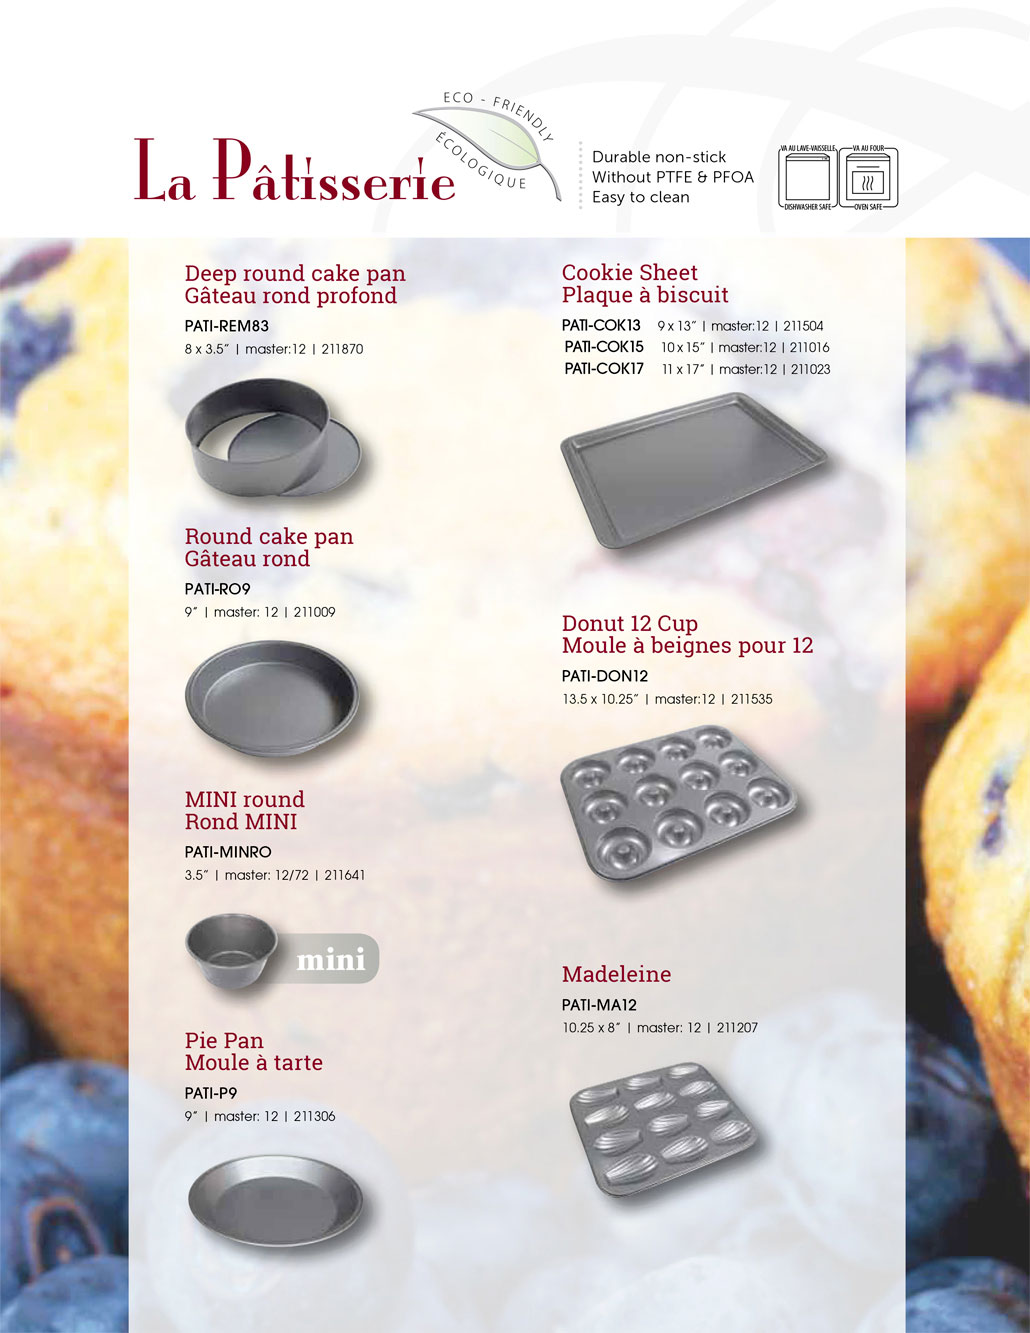 ECO - FRIENDLY
ÉCOLOGIQUE
La Pâtisserie
Durable non-stick
Without PTFE & PFOA
Easy to clean
VA AU LAVE-VAISSELLE
DISHWASHER SAFE
VA AU FOUR
OVEN SAFE
Deep round cake pan
Gâteau rond profond
PATI-REM83
8 x 3.5” | master:12 | 211870
Round cake pan
Gâteau rond
PATI-RO9
9” | master: 12 | 211009
MINI round
Rond MINI
PATI-MINRO
3.5” | master: 12/72 | 211641
mini
Pie Pan
Moule à tarte
PATI-P9
9” | master: 12 | 211306
Cookie Sheet
Plaque à biscuit
PATI-COK13 9 x 13” | master:12 | 211504
PATI-COK15 10 x 15” | master:12 | 211016
PATI-COK17 11 x 17” | master:12 | 211023
Donut 12 Cup
Moule à beignes pour 12
PATI-DON12
13.5 x 10.25” | master:12 | 211535
Madeleine
PATI-MA12
10.25 x 8” | master: 12 | 211207